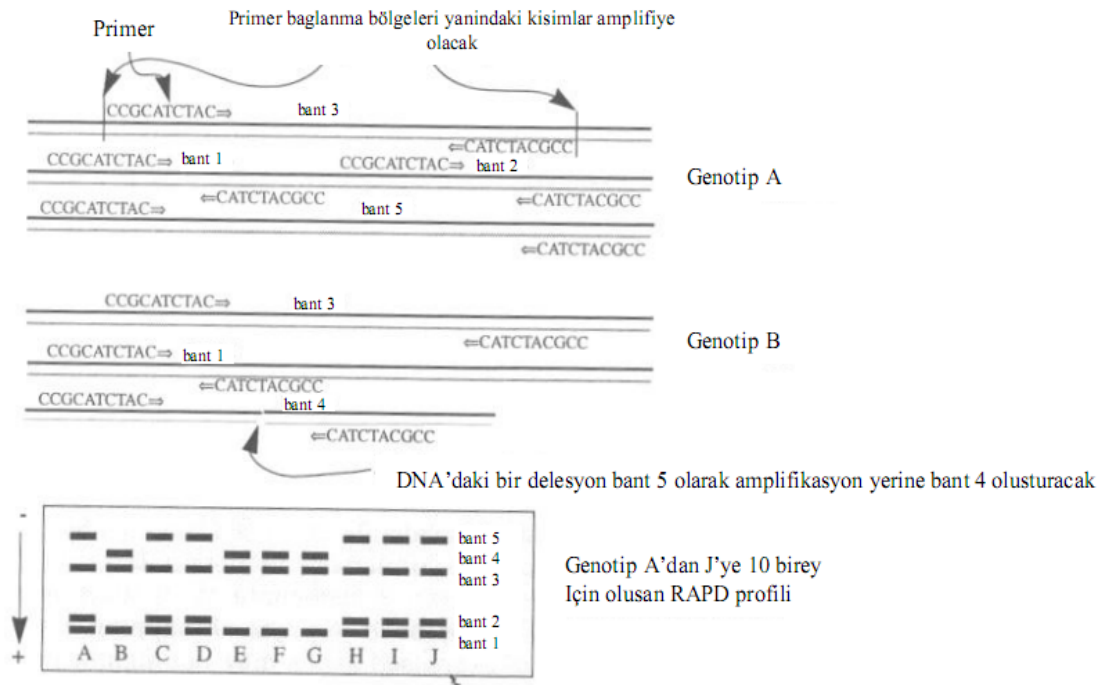 Primer
Primer baglanma bölgeleri yanindaki kisimlar amplifiye
olacak
CCGCATCTAC⇒ bant 3
⇐CATCTACGCC
CCGCATCTAC⇒ bant 1 CCGCATCTAC⇒ bant 2
Genotip A
⇐CATCTACGCC ⇐CATCTACGCC
CCGCATCTAC⇒ bant 5
⇐CATCTACGCC
CCGCATCTAC⇒ bant 3
⇐CATCTACGCC
Genotip B
CCGCATCTAC⇒ bant 1
⇐CATCTACGCC
CCGCATCTAC⇒ bant 4
⇐CATCTACGCC
DNA'daki bir delesyon bant 5 olarak amplifikasyon yerine bant 4 olusturacak
-
bant 5
bant 4
bant 3
bant 2
bant 1
+
A B C D E F G H I J
Genotip A'dan J'ye 10 birey
Için olusan RAPD profili